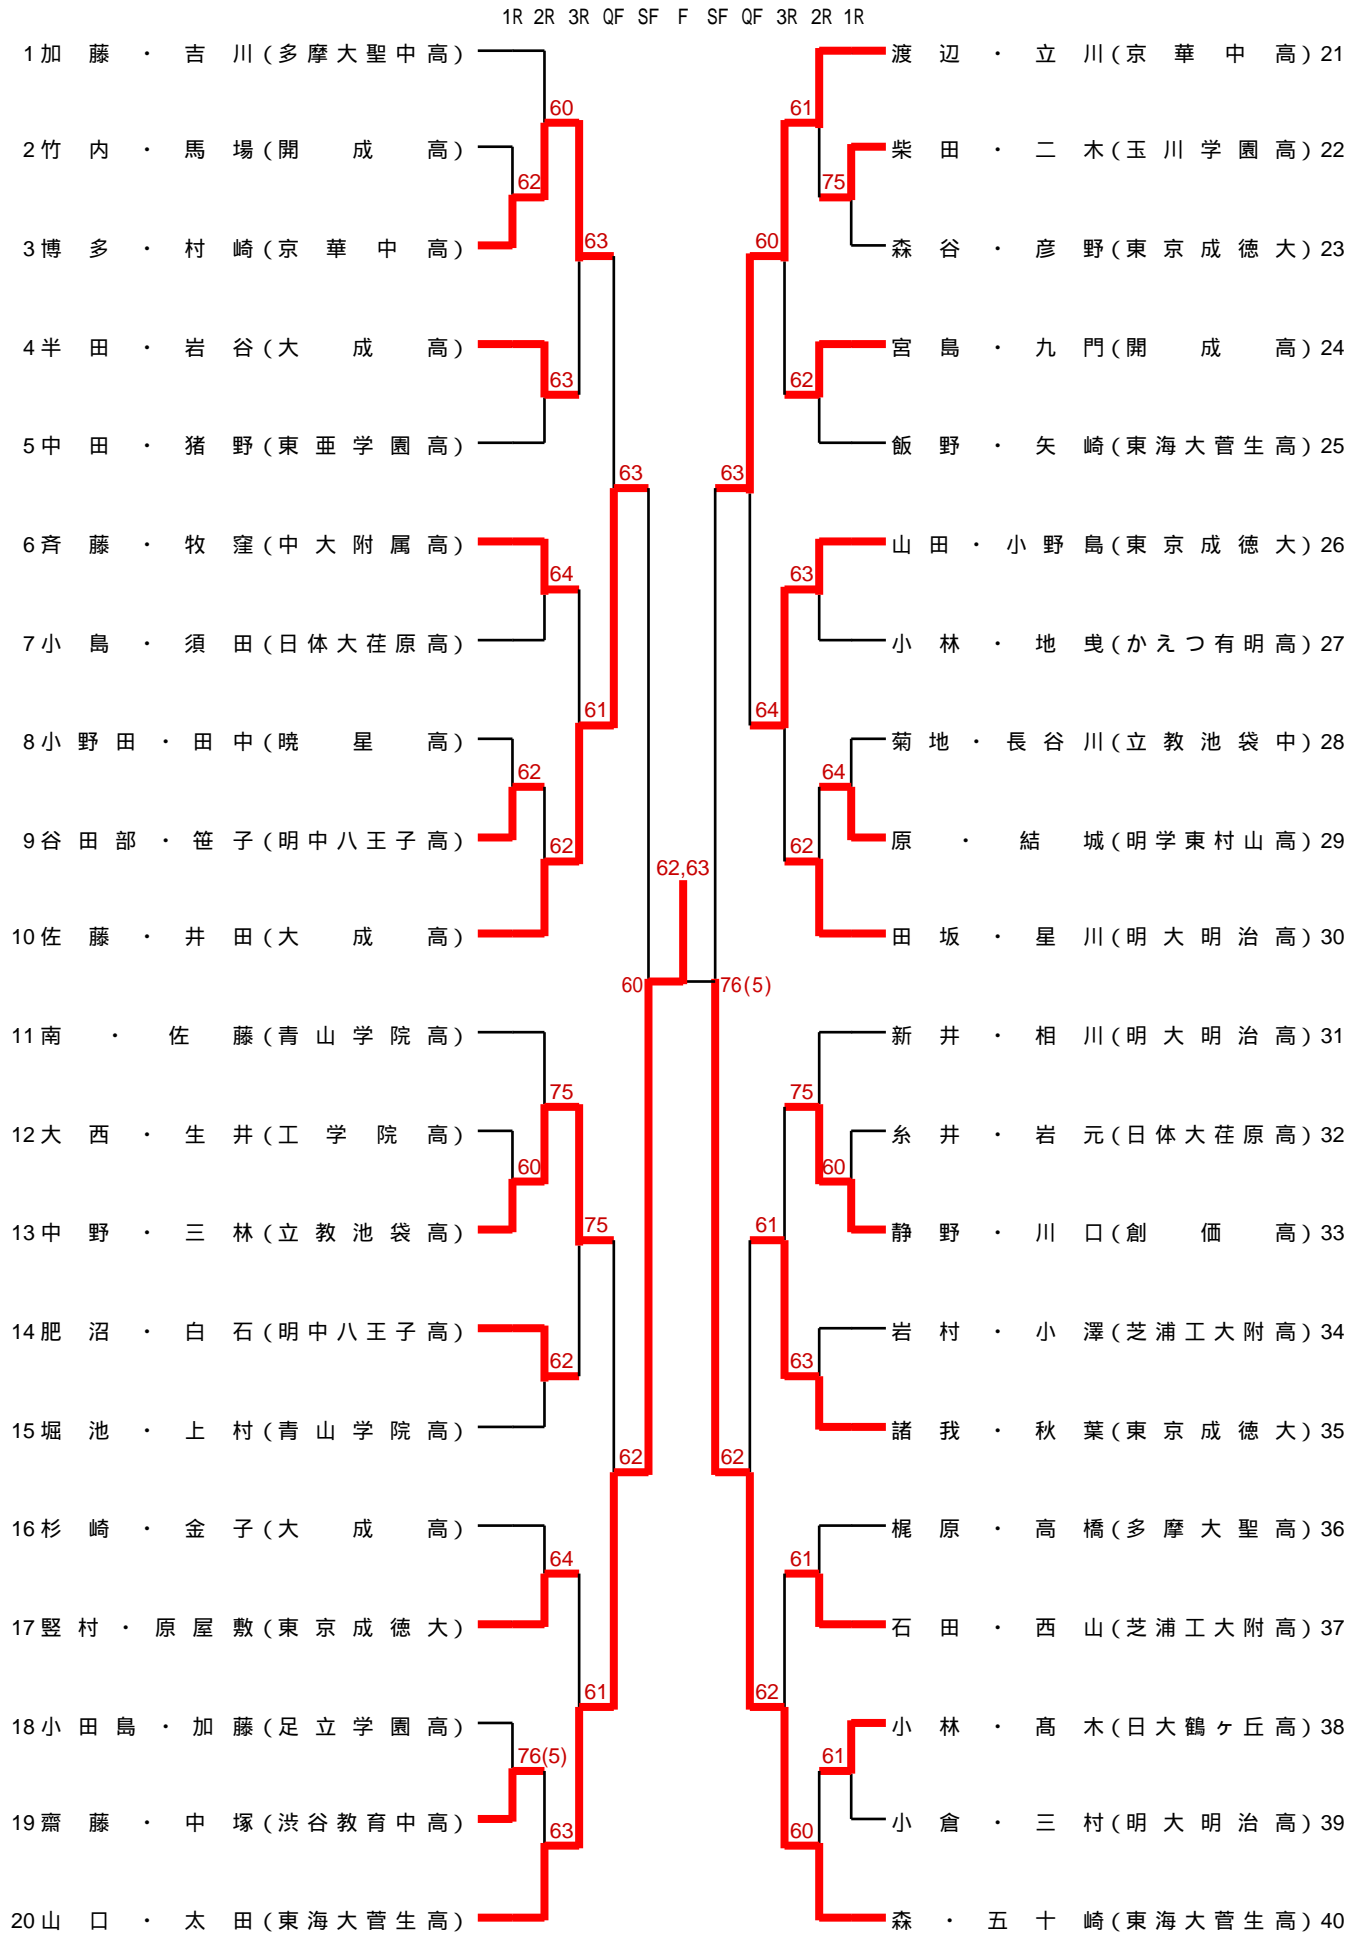 1R 2R 3R QF SF F SF QF 3R 2R 1R
1 加藤・吉川(多摩大聖中高)
渡辺・立川(京華中高) 21
60
61
2 竹内・馬場(開成高)
柴田・二木(玉川学園高) 22
62
75
3 博多・村崎(京華中高)
63
60
森谷・彦野(東京成徳大) 23
4 半田・岩谷(大成高)
宮島・九門(開成高) 24
63
62
5 中田・猪野(東亜学園高)
飯野・矢崎(東海大菅生高) 25
63
63
6 斉藤・牧窪(中大附属高)
山田・小野島(東京成徳大) 26
64
63
7 小島・須田(日体大荏原高)
小林・地曳(かえつ有明高) 27
61
64
8 小野田・田中(暁星高)
菊地・長谷川(立教池袋中) 28
62
64
9 谷田部・笹子(明中八王子高)
原・結城(明学東村山高) 29
62
62
62,63
10 佐藤・井田(大成高)
田坂・星川(明大明治高) 30
60
76(5)
11 南・佐藤(青山学院高)
新井・相川(明大明治高) 31
75
75
12 大西・生井(工学院高)
糸井・岩元(日体大荏原高) 32
60
60
13 中野・三林(立教池袋高)
75
61
静野・川口(創価高) 33
14 肥沼・白石(明中八王子高)
岩村・小澤(芝浦工大附高) 34
62
63
15 堀池・上村(青山学院高)
諸我・秋葉(東京成徳大) 35
62
62
16 杉崎・金子(大成高)
梶原・高橋(多摩大聖高) 36
64
61
17 竪村・原屋敷(東京成徳大)
石田・西山(芝浦工大附高) 37
61
62
18 小田島・加藤(足立学園高)
小林・髙木(日大鶴ヶ丘高) 38
76(5)
61
19 齋藤・中塚(渋谷教育中高)
小倉・三村(明大明治高) 39
63
60
20 山口・太田(東海大菅生高)
森・五十崎(東海大菅生高) 40